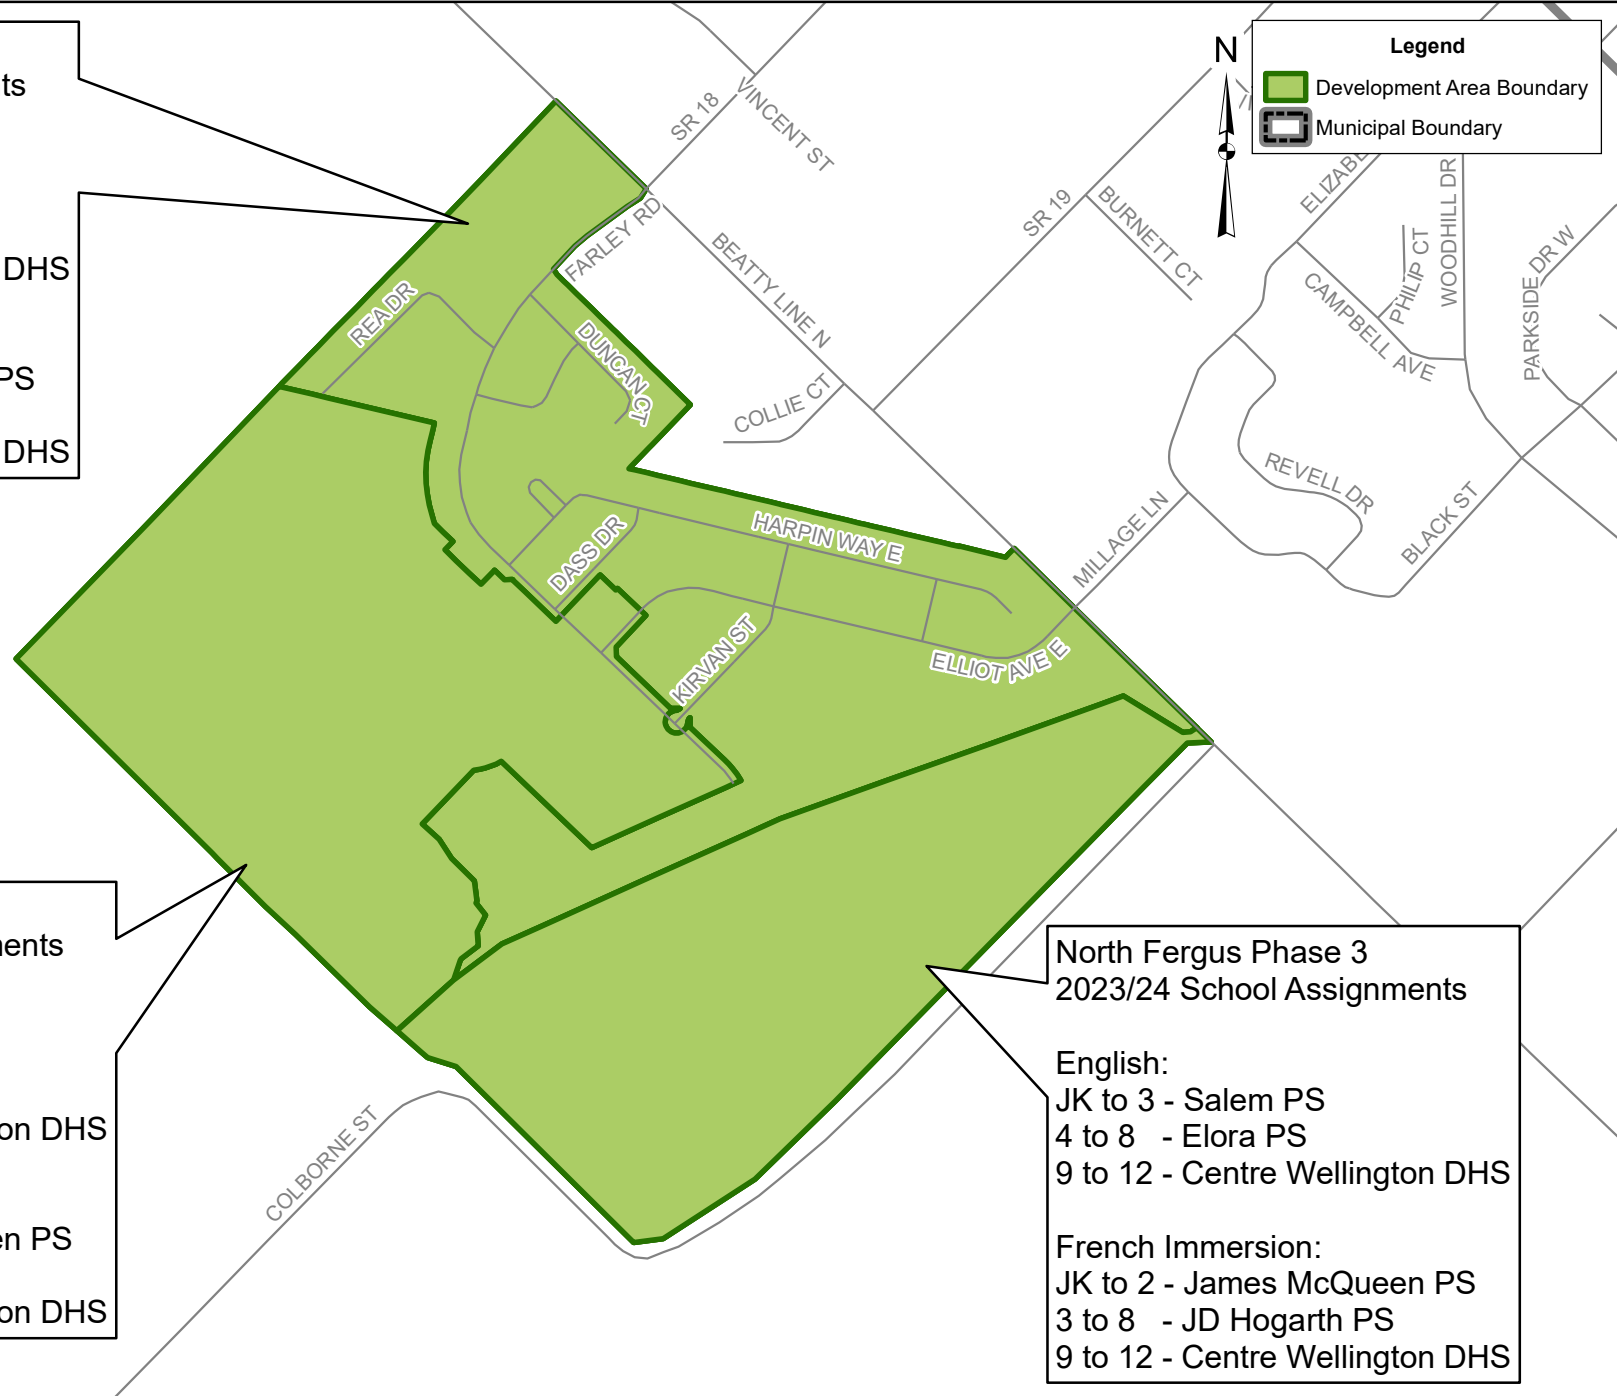 N
Legend
Development Area Boundary
Municipal Boundary
ts
DHS
PS
DHS
SR 18
VINCENT ST
FARLEY RD
BEATTY LINE N
SR 19
BURNETT CT
WOODHILL DR
PHILIP CT
CAMPBELL AVE
PARKSIDE DR W
REA DR
DUNCAN CT
COLLIE CT
REVELL DR
BLACK ST
MILLAGE LN
HARPIN WAY E
DASS DR
KIRVAN ST
ELLIOT AVE E
COLBORNE ST
ELIZABE
ents
on DHS
en PS
on DHS
North Fergus Phase 3
2023/24 School Assignments
English:
JK to 3 - Salem PS
4 to 8 - Elora PS
9 to 12 - Centre Wellington DHS
French Immersion:
JK to 2 - James McQueen PS
3 to 8 - JD Hogarth PS
9 to 12 - Centre Wellington DHS